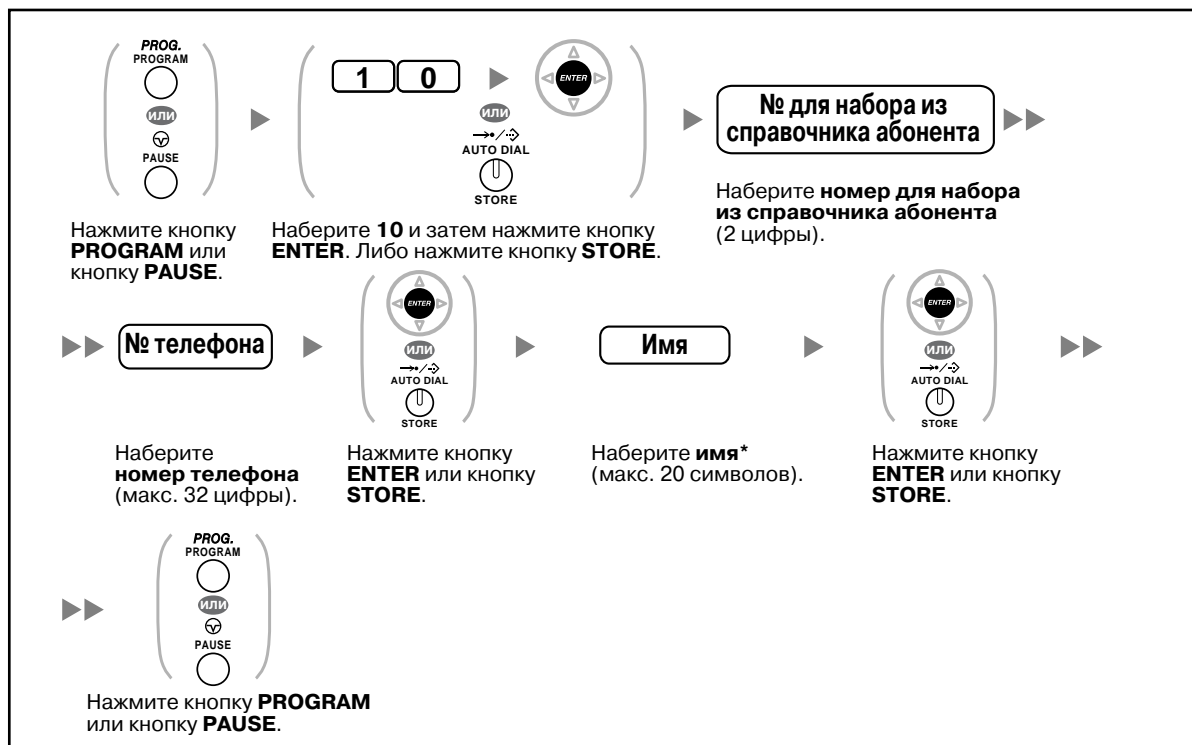 PROG.
PROGRAM
или
PAUSE
Нажмите кнопку
PROGRAM или
кнопку PAUSE.
1 0
ENTER
или
AUTO DIAL
STORE
Наберите 10 и затем нажмите кнопку
ENTER. Либо нажмите кнопку STORE.
№ для набора из
справочника абонента
Наберите номер для набора
из справочника абонента
(2 цифры).
№ телефона
Наберите
номер телефона
(макс. 32 цифры).
ENTER
или
AUTO DIAL
STORE
Нажмите кнопку
ENTER или кнопку
STORE.
Имя
Наберите имя*
(макс. 20 символов).
ENTER
или
AUTO DIAL
STORE
Нажмите кнопку
ENTER или кнопку
STORE.
PROG.
PROGRAM
или
PAUSE
Нажмите кнопку PROGRAM
или кнопку PAUSE.